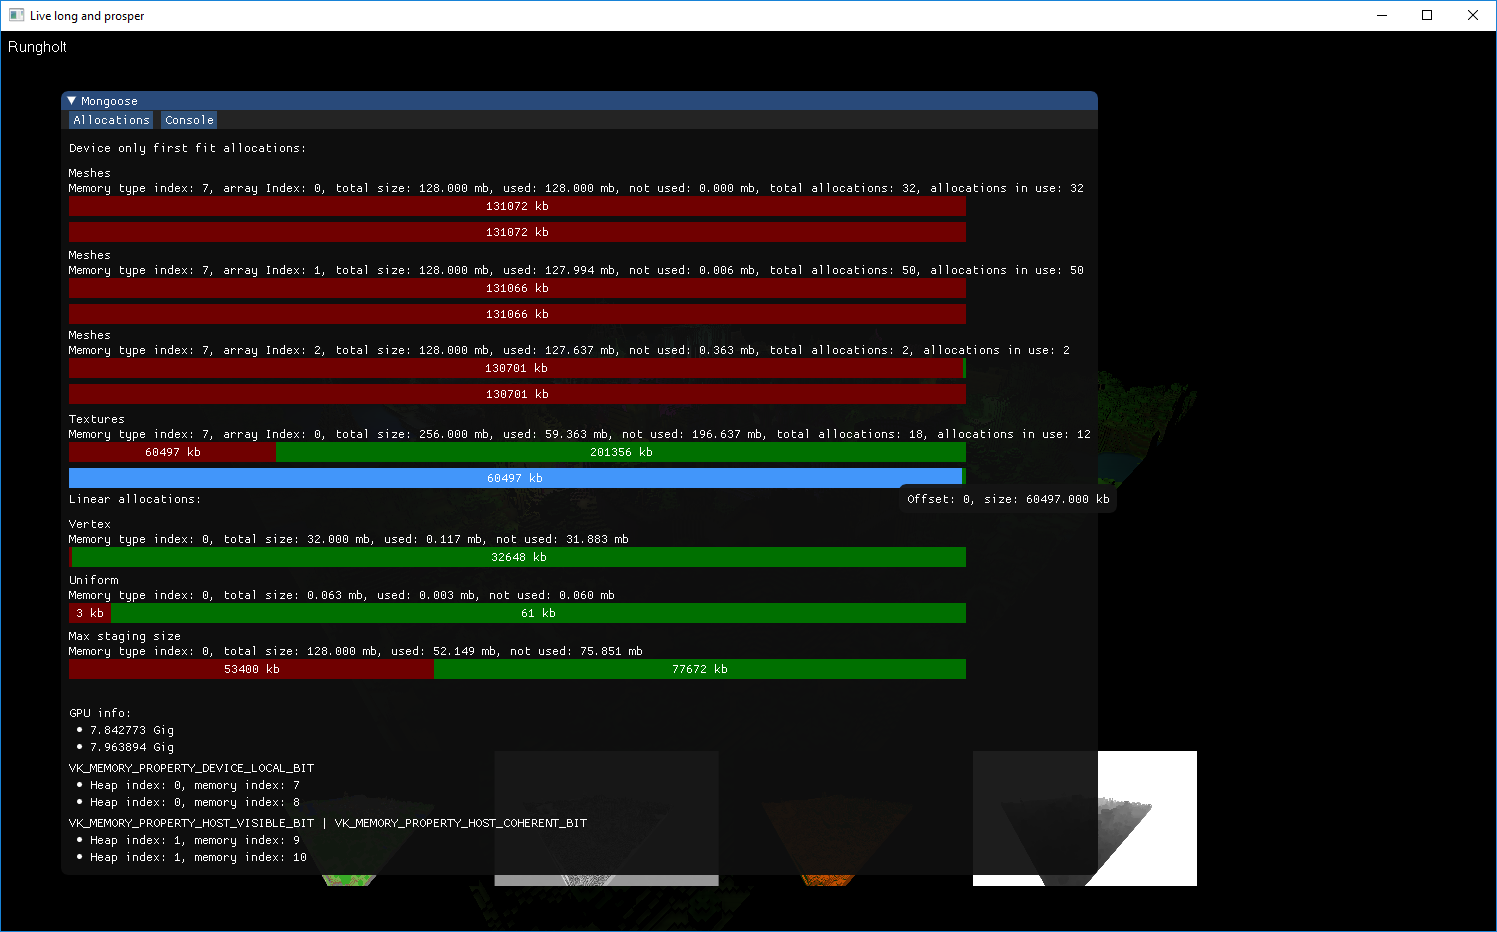 Live long and prosper
Rungholt
Mongoose
Allocations Console
Device only first fit allocations:
Meshes
Memory type index: 7, array Index: 0, total size: 128.000 mb, used: 128.000 mb, not used: 0.000 mb, total allocations: 32, allocations in use: 32
131072 kb
131072 kb
Meshes
Memory type index: 7, array Index: 1, total size: 128.000 mb, used: 127.994 mb, not used: 0.006 mb, total allocations: 50, allocations in use: 50
131066 kb
131066 kb
Meshes
Memory type index: 7, array Index: 2, total size: 128.000 mb, used: 127.637 mb, not used: 0.363 mb, total allocations: 2, allocations in use: 2
130701 kb
130701 kb
Textures
Memory type index: 7, array Index: 0, total size: 256.000 mb, used: 59.363 mb, not used: 196.637 mb, total allocations: 18, allocations in use: 12
60497 kb 201356 kb
60497 kb
Linear allocations:
Offset: 0, size: 60497.000 kb
Vertex
Memory type index: 0, total size: 32.000 mb, used: 0.117 mb, not used: 31.883 mb
32648 kb
Uniform
Memory type index: 0, total size: 0.063 mb, used: 0.003 mb, not used: 0.060 mb
3 kb 61 kb
Max staging size
Memory type index: 0, total size: 128.000 mb, used: 52.149 mb, not used: 75.851 mb
53400 kb 77672 kb
GPU info:
7.842773 Gig
7.963894 Gig
VK_MEMORY_PROPERTY_DEVICE_LOCAL_BIT
Heap index: 0, memory index: 7
Heap index: 0, memory index: 8
VK_MEMORY_PROPERTY_HOST_VISIBLE_BIT | VK_MEMORY_PROPERTY_HOST_COHERENT_BIT
Heap index: 1, memory index: 9
Heap index: 1, memory index: 10